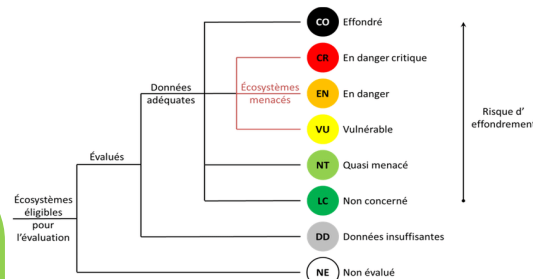 CO Effondré
CR En danger critique
Données
adéquates
Écosystèmes
menacés
EN En danger
Risque d’
effondrement
VU Vulnérable
Évalués
NT Quasi menacé
Écosystèmes
éligibles
pour
l’évaluation
LC Non concerné
DD Données insuffisantes
NE Non évalué